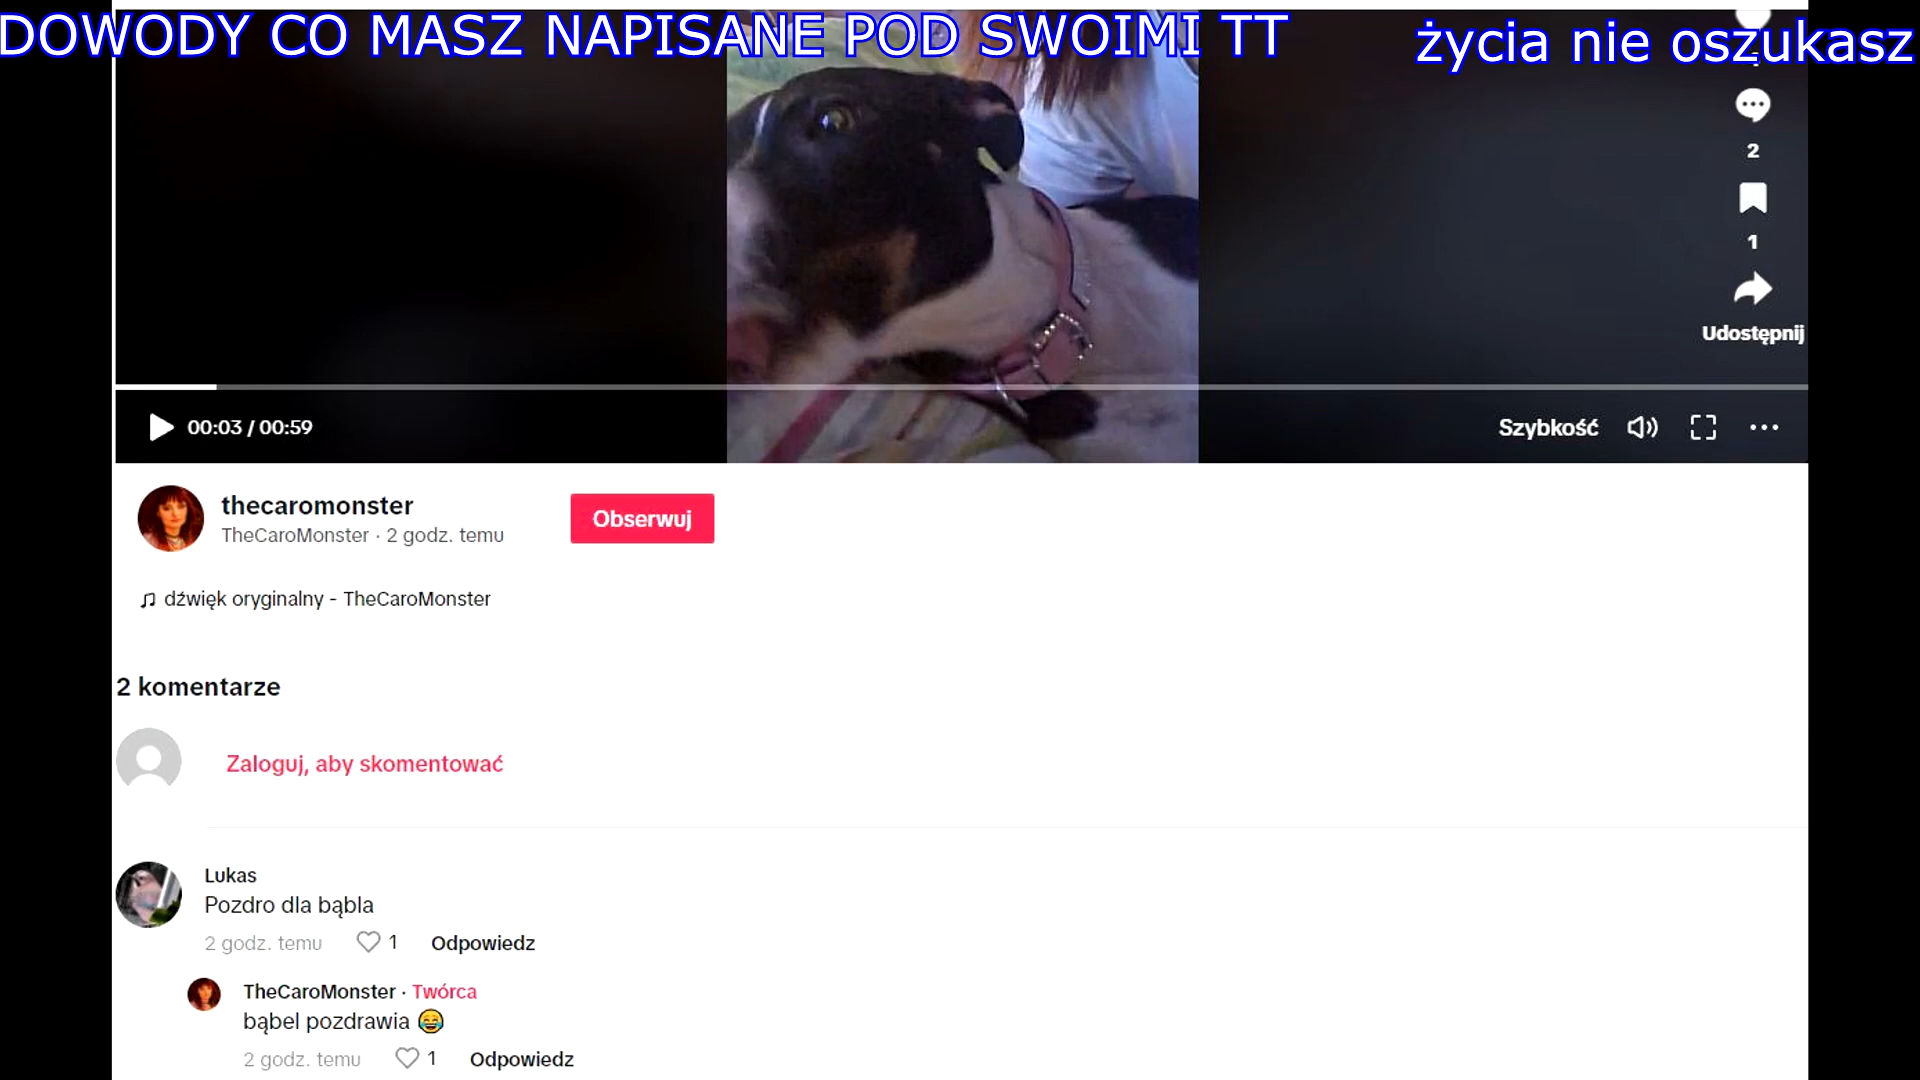 DOWODY CO MASZ NAPISANE POD SWOIMI TT
życia nie oszukasz
2
1
Udostępnij
00:03 / 00:59
Szybkość
thecaromonster
TheCaroMonster · 2 godz. temu
Obserwuj
dźwięk oryginalny - TheCaroMonster
2 komentarze
Zaloguj, aby skomentować
Lukas
Pozdro dla bąbla
2 godz. temu 1 Odpowiedz
TheCaroMonster · Twórca
bąbel pozdrawia 😂
2 godz. temu 1 Odpowiedz